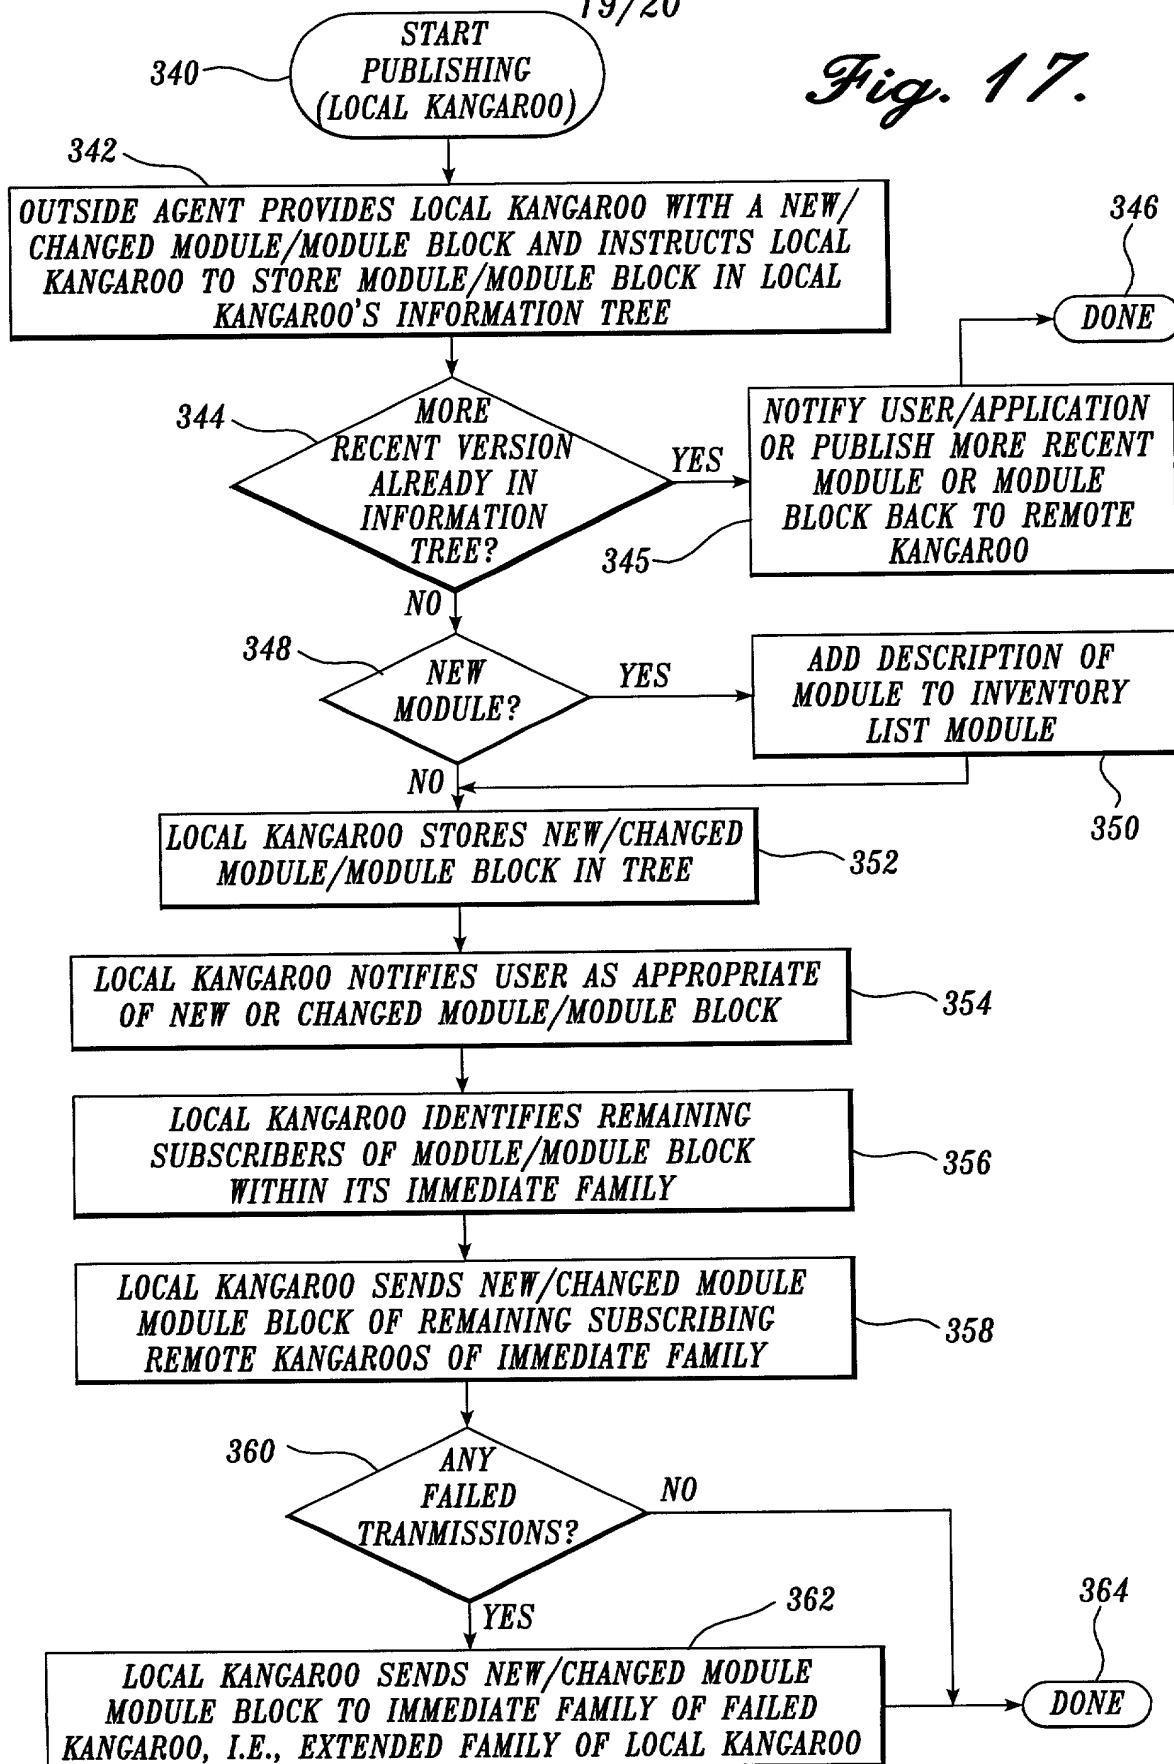 19/20
Fig. 17.
340
START
PUBLISHING
(LOCAL KANGAROO)
342
OUTSIDE AGENT PROVIDES LOCAL KANGAROO WITH A NEW/
CHANGED MODULE/MODULE BLOCK AND INSTRUCTS LOCAL
KANGAROO TO STORE MODULE/MODULE BLOCK IN LOCAL
KANGAROO'S INFORMATION TREE
346
DONE
344
MORE
RECENT VERSION
ALREADY IN
INFORMATION
TREE?
YES
NO
345
NOTIFY USER/APPLICATION
OR PUBLISH MORE RECENT
MODULE OR MODULE
BLOCK BACK TO REMOTE
KANGAROO
348
NEW
MODULE?
YES
NO
ADD DESCRIPTION OF
MODULE TO INVENTORY
LIST MODULE
350
LOCAL KANGAROO STORES NEW/CHANGED
MODULE/MODULE BLOCK IN TREE
352
LOCAL KANGAROO NOTIFIES USER AS APPROPRIATE
OF NEW OR CHANGED MODULE/MODULE BLOCK
354
LOCAL KANGAROO IDENTIFIES REMAINING
SUBSCRIBERS OF MODULE/MODULE BLOCK
WITHIN ITS IMMEDIATE FAMILY
356
LOCAL KANGAROO SENDS NEW/CHANGED MODULE
MODULE BLOCK OF REMAINING SUBSCRIBING
REMOTE KANGAROOS OF IMMEDIATE FAMILY
358
360
ANY
FAILED
TRANMISSIONS?
NO
YES
362
LOCAL KANGAROO SENDS NEW/CHANGED MODULE
MODULE BLOCK TO IMMEDIATE FAMILY OF FAILED
KANGAROO, I.E., EXTENDED FAMILY OF LOCAL KANGAROO
364
DONE